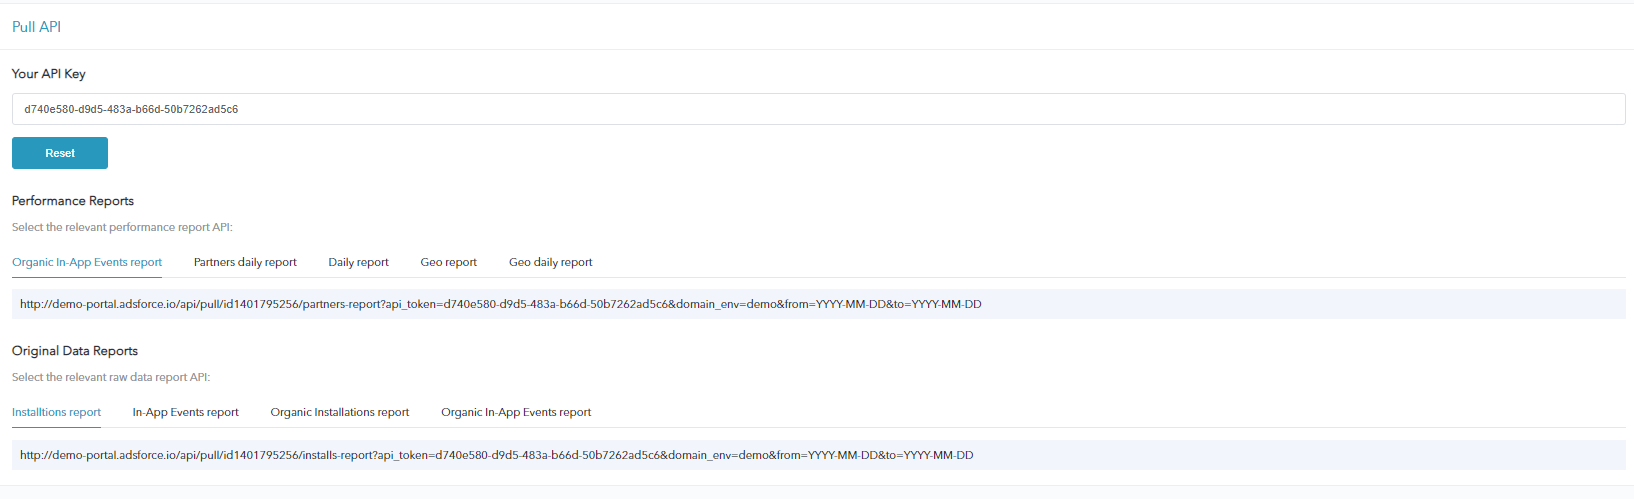 Pull API
Your API Key
d740e580-d9d5-483a-b66d-50b7262ad5c6
Reset
Performance Reports
Select the relevant performance report API:
Organic In-App Events report Partners daily report Daily report Geo report Geo daily report
http://demo-portal.adsforce.io/api/pull/id1401795256/partners-report?api_token=d740e580-d9d5-483a-b66d-50b7262ad5c6&domain_env=demo&from=YYYY-MM-DD&to=YYYY-MM-DD
Original Data Reports
Select the relevant raw data report API:
Installtions report In-App Events report Organic Installations report Organic In-App Events report
http://demo-portal.adsforce.io/api/pull/id1401795256/installs-report?api_token=d740e580-d9d5-483a-b66d-50b7262ad5c6&domain_env=demo&from=YYYY-MM-DD&to=YYYY-MM-DD